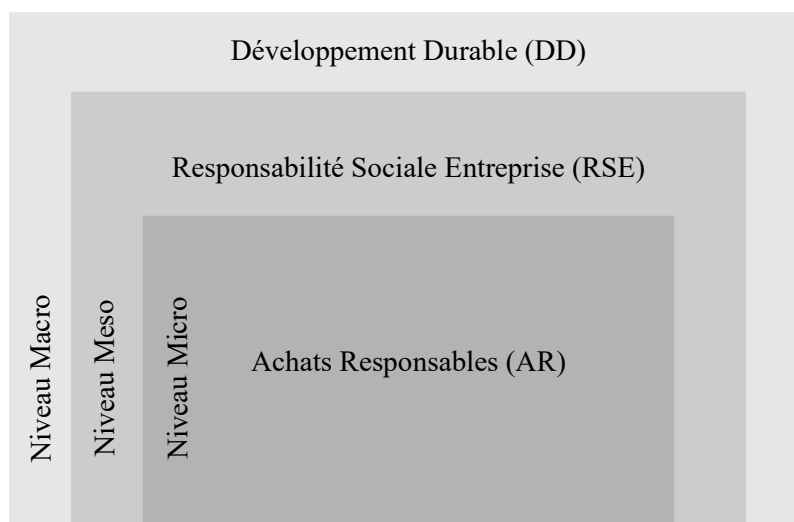 Développement Durable (DD)
Responsabilité Sociale Entreprise (RSE)
Niveau Macro
Niveau Meso
Niveau Micro
Achats Responsables (AR)